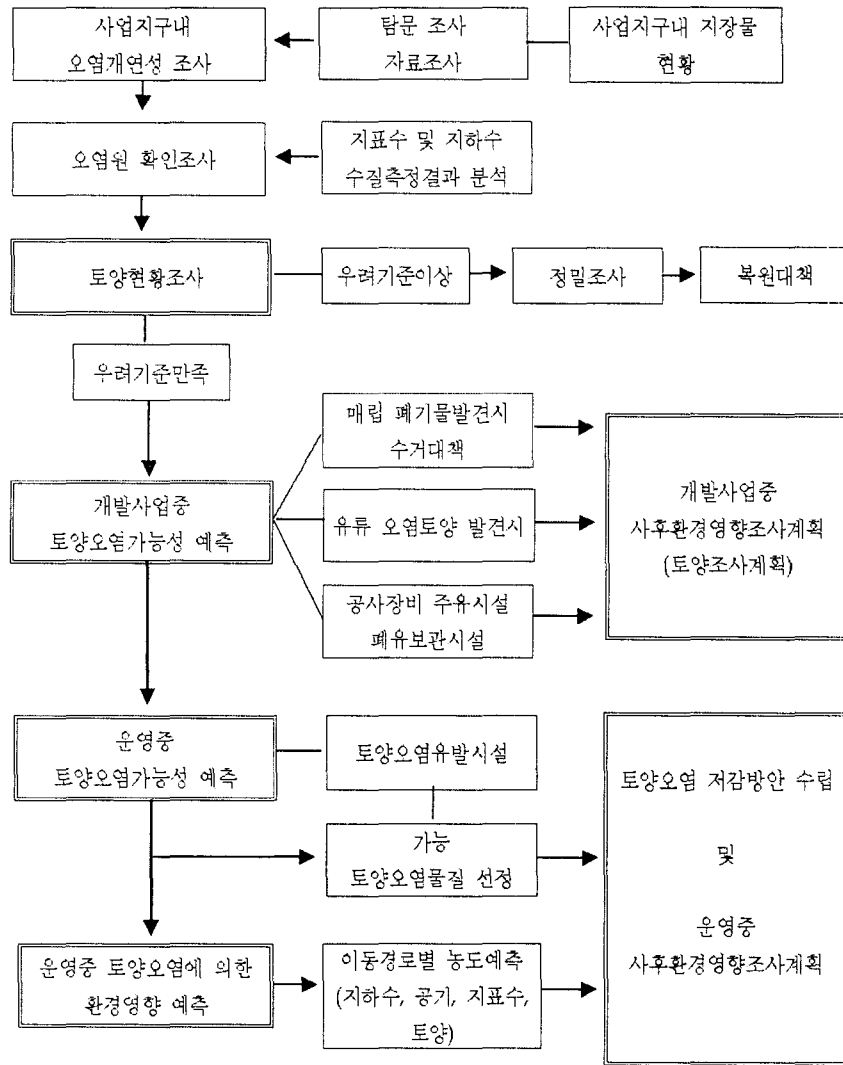 사업지구내
오염개연성 조사
탐문 조사
자료조사
사업지구내 지장물
현황
오염원 확인조사
지표수 및 지하수
수질측정결과 분석
토양현황조사
우려기준이상
정밀조사
복원대책
우려기준만족
매립 폐기물발견시
수거대책
개발사업중
토양오염가능성 예측
유류 오염토양 발견시
공사장비 주유시설
폐유보관시설
개발사업중
사후환경영향조사계획
(토양조사계획)
운영중
토양오염가능성 예측
토양오염유발시설
가능
토양오염물질 선정
토양오염 저감방안 수립
및
운영중
사후환경영향조사계획
운영중 토양오염에 의한
환경영향 예측
이동경로별 농도예측
(지하수, 공기, 지표수,
토양)